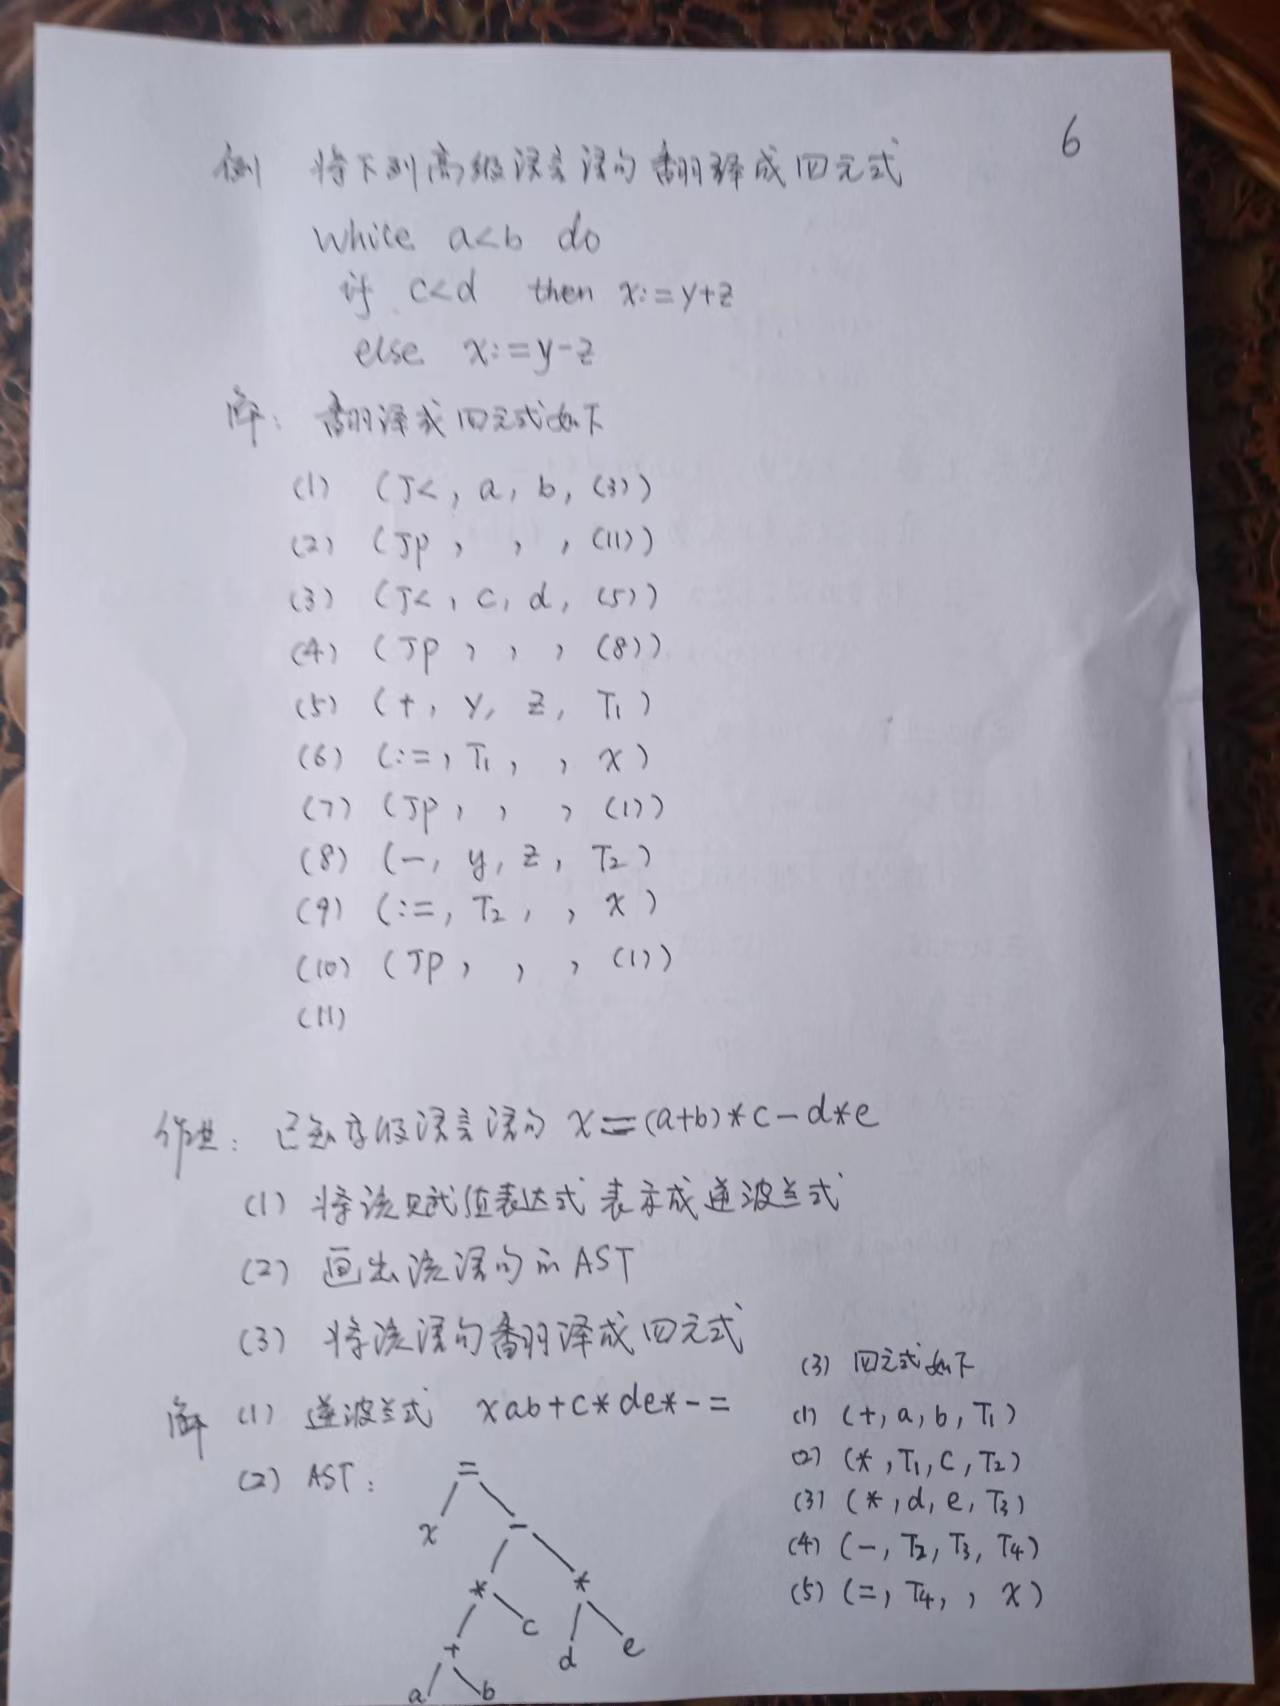 6
例 将下列高级语言语句翻译成四元式
while a<b do
if c<d then x:=y+z
else x:=y-z
解: 翻译成四元式如下
(1) (J<, a, b, (3))
(2) (JP, , , (11))
(3) (J<, c, d, (5))
(4) (JP, , , (8))
(5) (+, y, z, T1)
(6) (:=, T1, , x)
(7) (JP, , , (1))
(8) (-, y, z, T2)
(9) (:=, T2, , x)
(10) (JP, , , (1))
(11)
作业: 已知高级语言语句 x=(a+b)*c-d*e
(1) 将该赋值表达式表示成逆波兰式
(2) 画出该语句的AST
(3) 将该语句翻译成四元式
解 (1) 逆波兰式 xab+c*de*-=
(2) AST:
=
x -
* *
+ c d e
a b
(3) 四元式如下
(1) (+, a, b, T1)
(2) (*, T1, c, T2)
(3) (*, d, e, T3)
(4) (-, T2, T3, T4)
(5) (=, T4, , x)